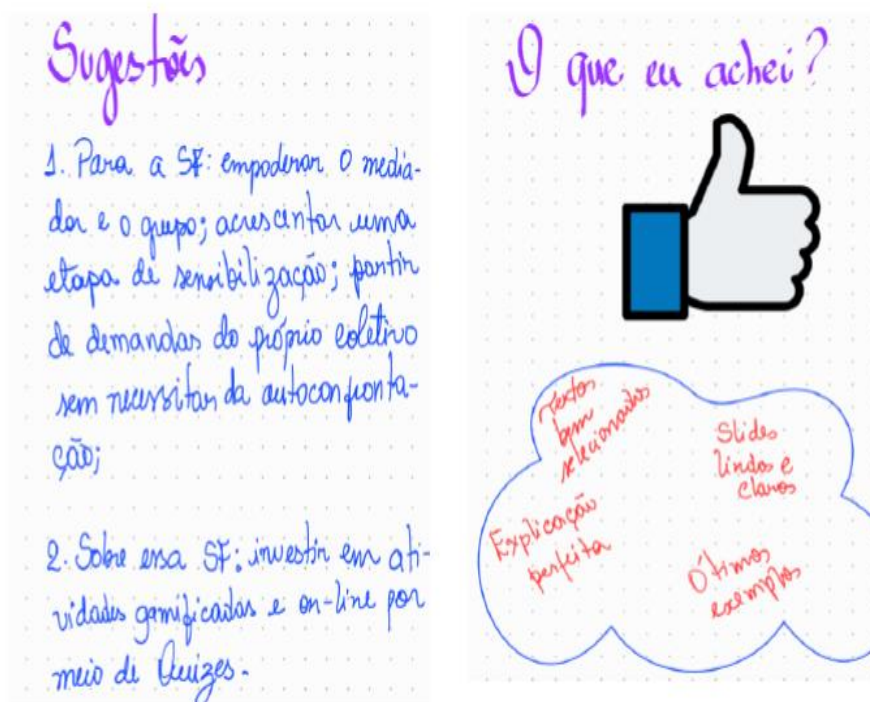 Sugestões
1. Para a SF: empoderar o media-
dor e o grupo; acrescentar uma
etapa de sensibilização; partir
de demandas do próprio coletivo
sem necessitar da autoconfronta-
ção;
2. Sobre essa SF: investir em ati-
vidades gamificadas e on-line por
meio de Quizes.
O que eu achei?
Textos
bem
selecionados
Slides
lindos e
claros
Explicação
perfeita
Ótimos
exemplos